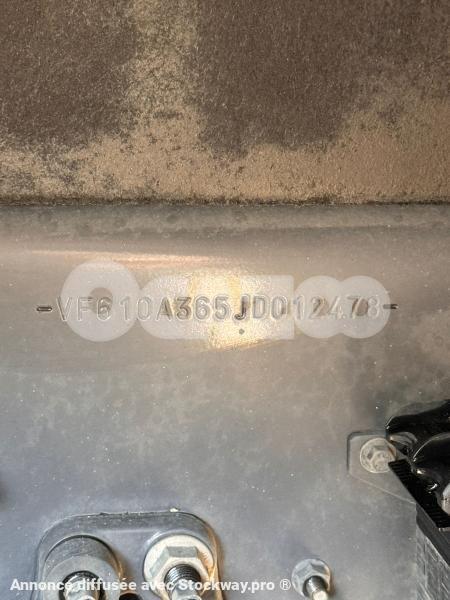 -VF610A365JD012478-
Annonce diffusée avec Stockway.pro ®